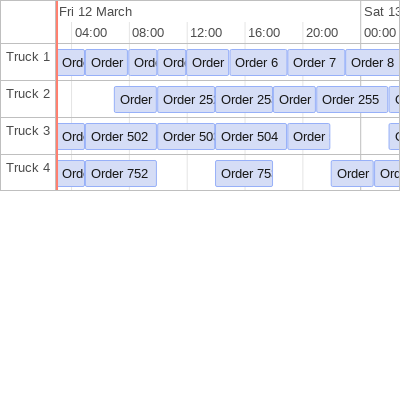 Fri 12 March Sat 13
04:00 08:00 12:00 16:00 20:00 00:00
Truck 1 Ord Order Ord Ord Order Order 6 Order 7 Order 8
Truck 2 Order Order 25 Order 25 Order Order 255
Truck 3 Ord Order 502 Order 50 Order 504 Order
Truck 4 Ord Order 752 Order 75 Order Ord